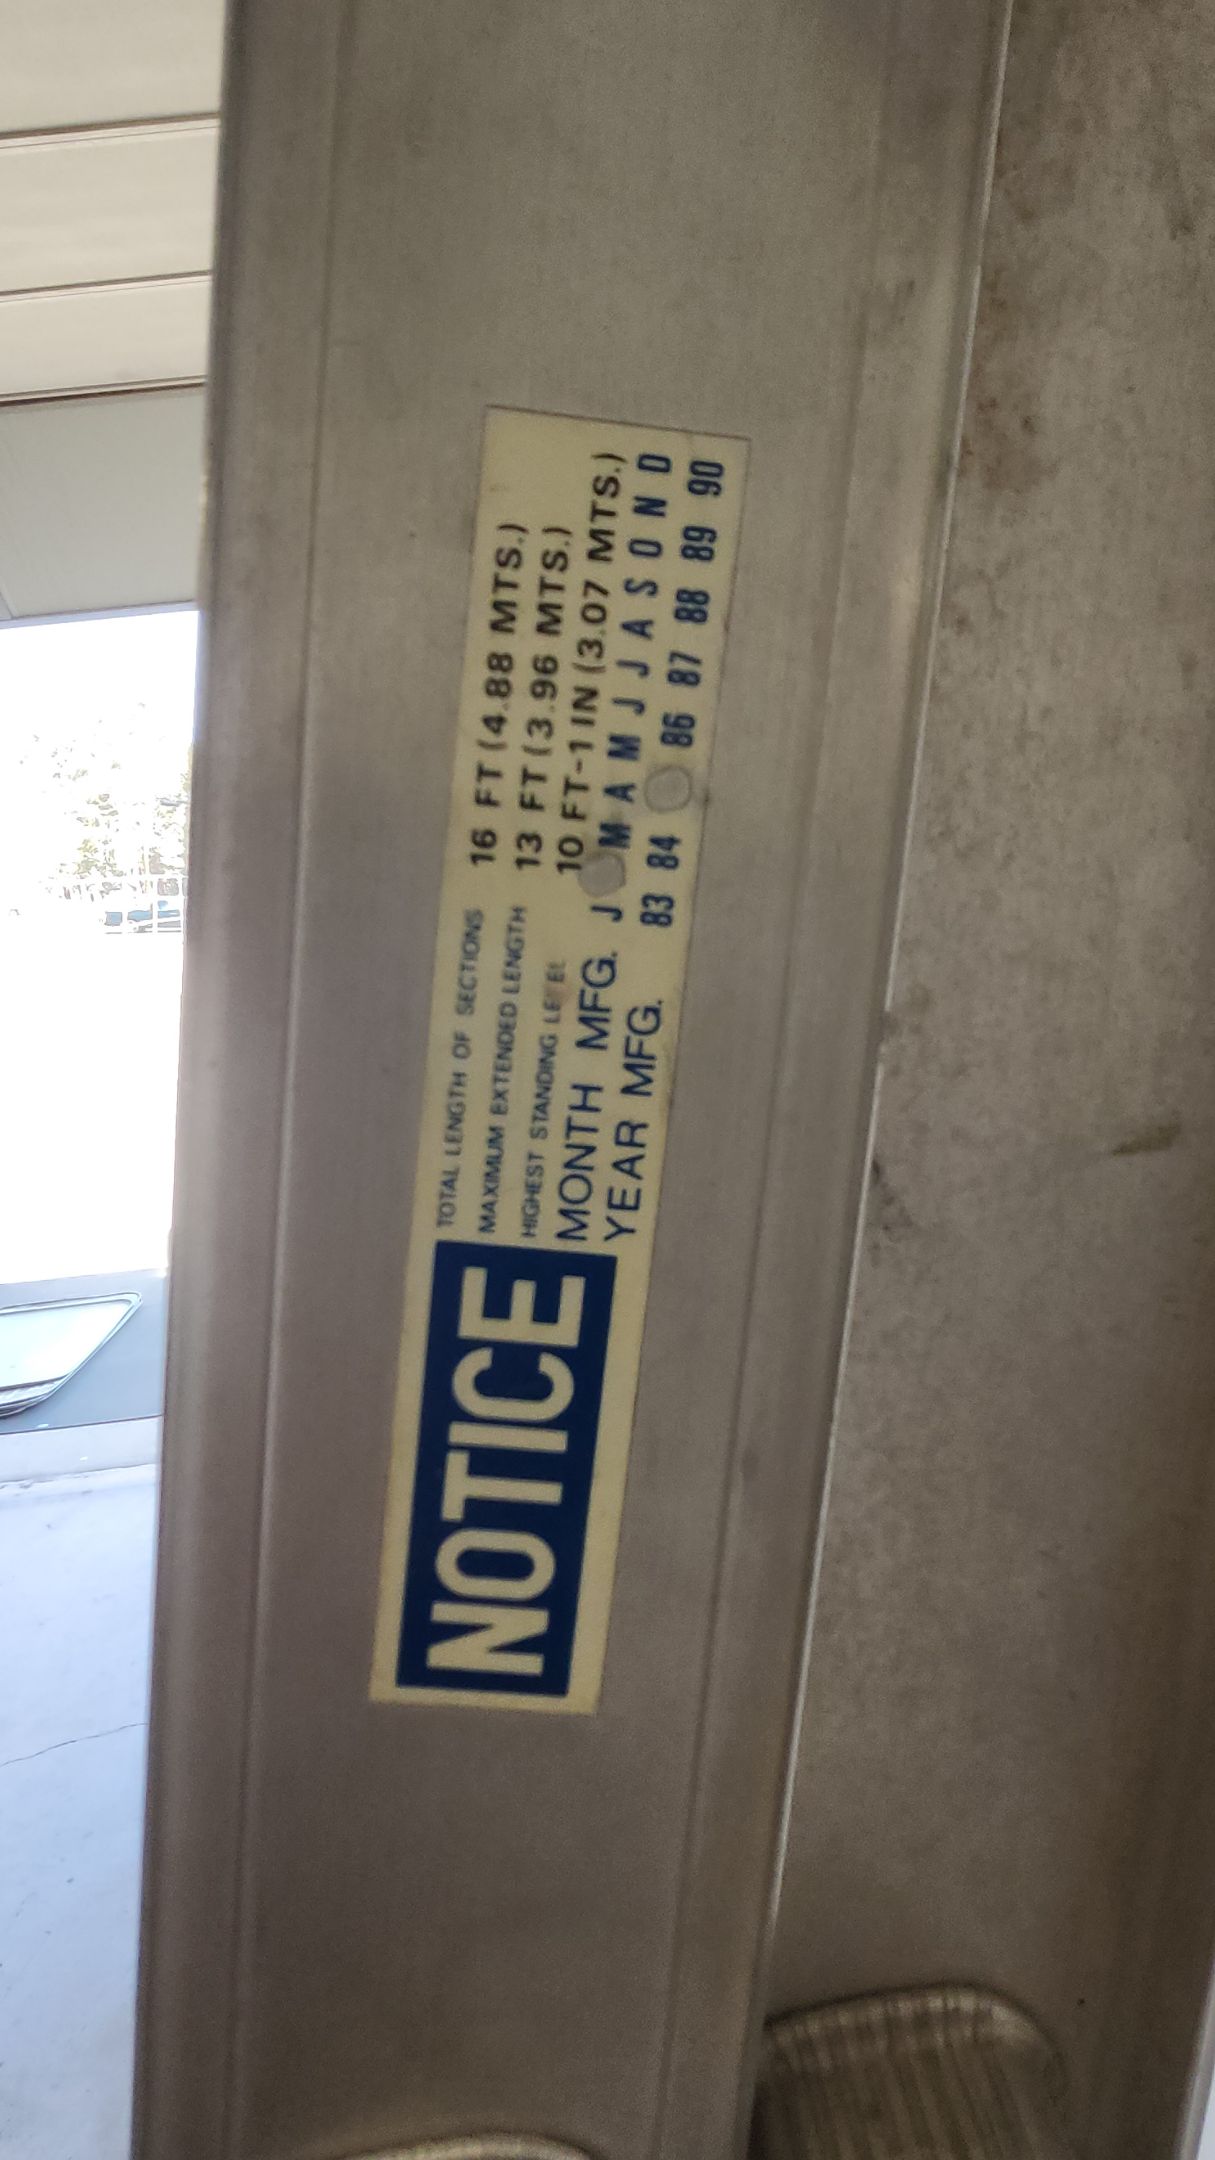 NOTICE
TOTAL LENGTH OF SECTIONS 16 FT (4.88 MTS.)
MAXIMUM EXTENDED LENGTH 13 FT (3.96 MTS.)
HIGHEST STANDING LEVEL 10 FT-1 IN (3.07 MTS.)
MONTH MFG. J M A M J J A S O N D
YEAR MFG. 83 84 86 87 88 89 90